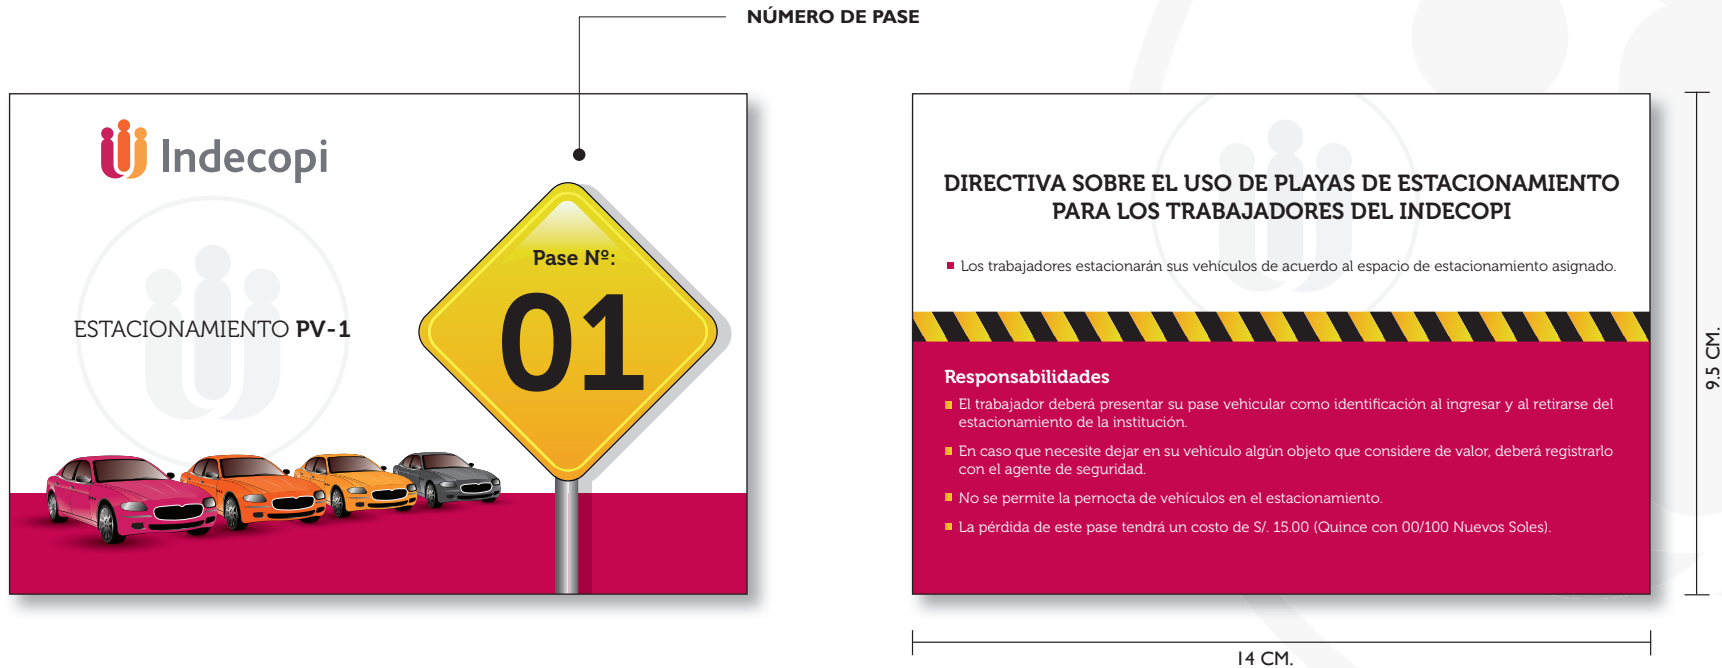 NÚMERO DE PASE
Indecopi
ESTACIONAMIENTO PV-1
Pase Nº:
01
DIRECTIVA SOBRE EL USO DE PLAYAS DE ESTACIONAMIENTO
PARA LOS TRABAJADORES DEL INDECOPI
Los trabajadores estacionarán sus vehículos de acuerdo al espacio de estacionamiento asignado.
Responsabilidades
El trabajador deberá presentar su pase vehicular como identificación al ingresar y al retirarse del
estacionamiento de la institución.
En caso que necesite dejar en su vehículo algún objeto que considere de valor, deberá registrarlo
con el agente de seguridad.
No se permite la pernocta de vehículos en el estacionamiento.
La pérdida de este pase tendrá un costo de S/. 15.00 (Quince con 00/100 Nuevos Soles).
9.5 CM.
14 CM.